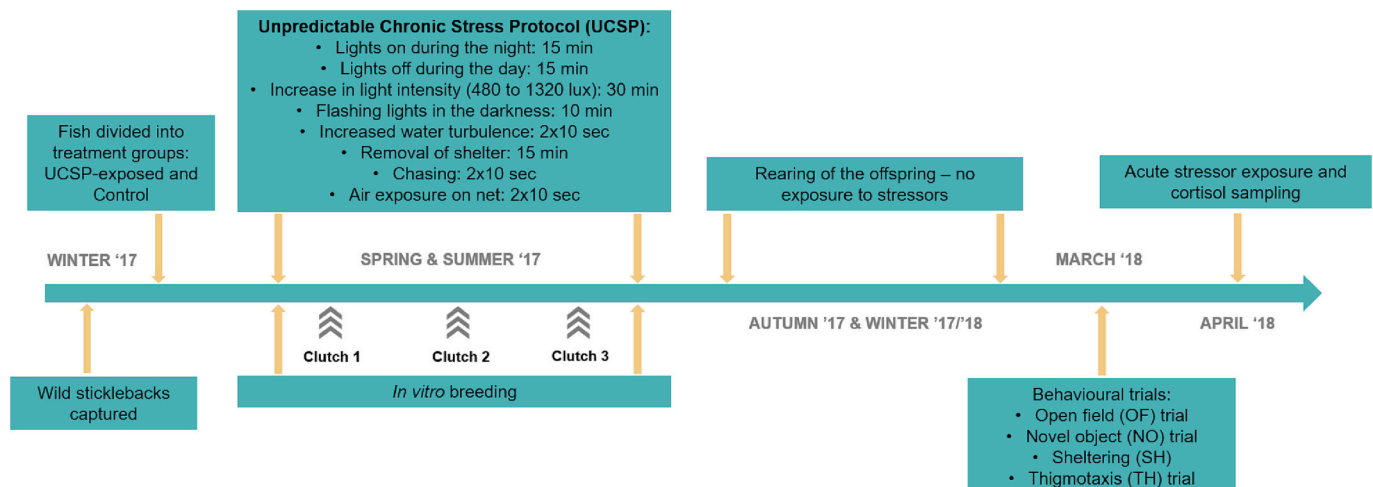 Unpredictable Chronic Stress Protocol (UCSP):
• Lights on during the night: 15 min
• Lights off during the day: 15 min
• Increase in light intensity (480 to 1320 lux): 30 min
• Flashing lights in the darkness: 10 min
• Increased water turbulence: 2x10 sec
• Removal of shelter: 15 min
• Chasing: 2x10 sec
• Air exposure on net: 2x10 sec
Fish divided into
treatment groups:
UCSP-exposed and
Control
Rearing of the offspring – no
exposure to stressors
Acute stressor exposure and
cortisol sampling
WINTER ‘17
SPRING & SUMMER ‘17
MARCH ‘18
Clutch 1
Clutch 2
Clutch 3
AUTUMN ’17 & WINTER ’17/’18
APRIL ‘18
Wild sticklebacks
captured
In vitro breeding
Behavioural trials:
• Open field (OF) trial
• Novel object (NO) trial
• Sheltering (SH)
• Thigmotaxis (TH) trial